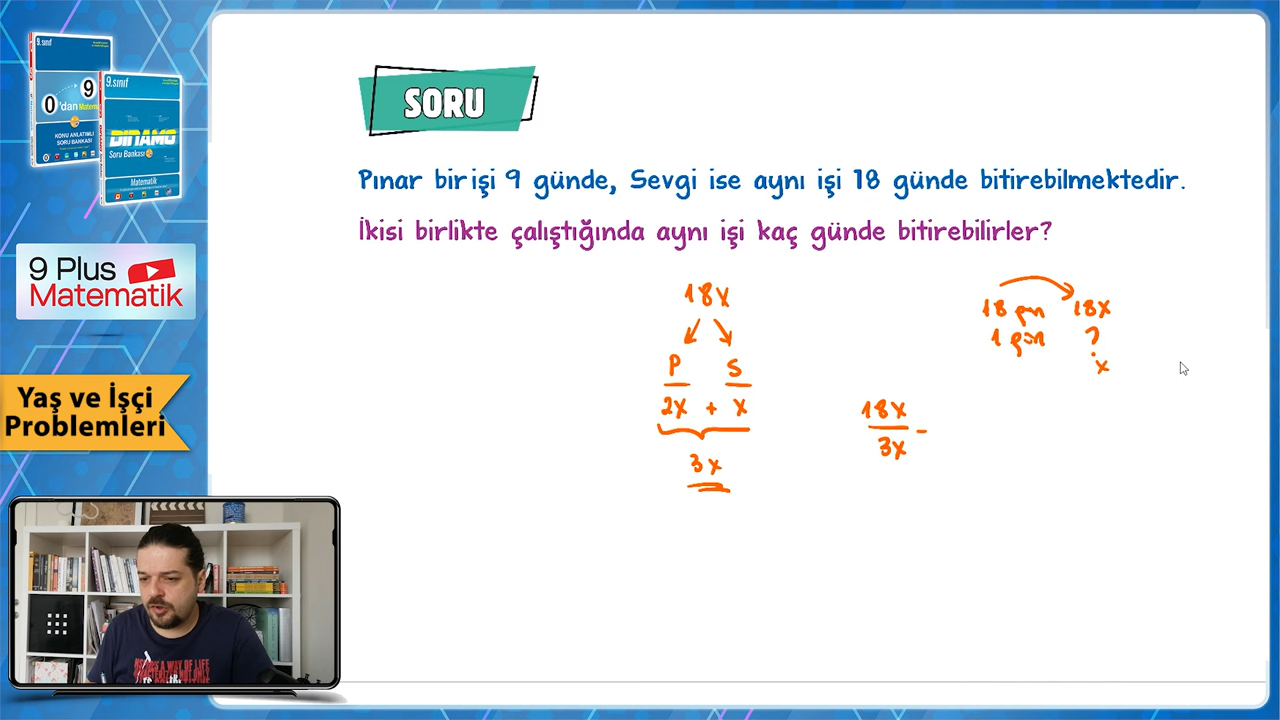 9.sınıf
0'dan 9 Matematik
KONU ANLATIMLI
SORU BANKASI
9.sınıf
DİNAMO
Soru Bankası
Matematik
9 Plus
Matematik
Yaş ve İşçi
Problemleri
SORU
Pınar bir işi 9 günde, Sevgi ise aynı işi 18 günde bitirebilmektedir.
İkisi birlikte çalıştığında aynı işi kaç günde bitirebilirler?
18x
P S
2x + x
3x
18 gün 18x
1 gün ?
x
18x
3x =